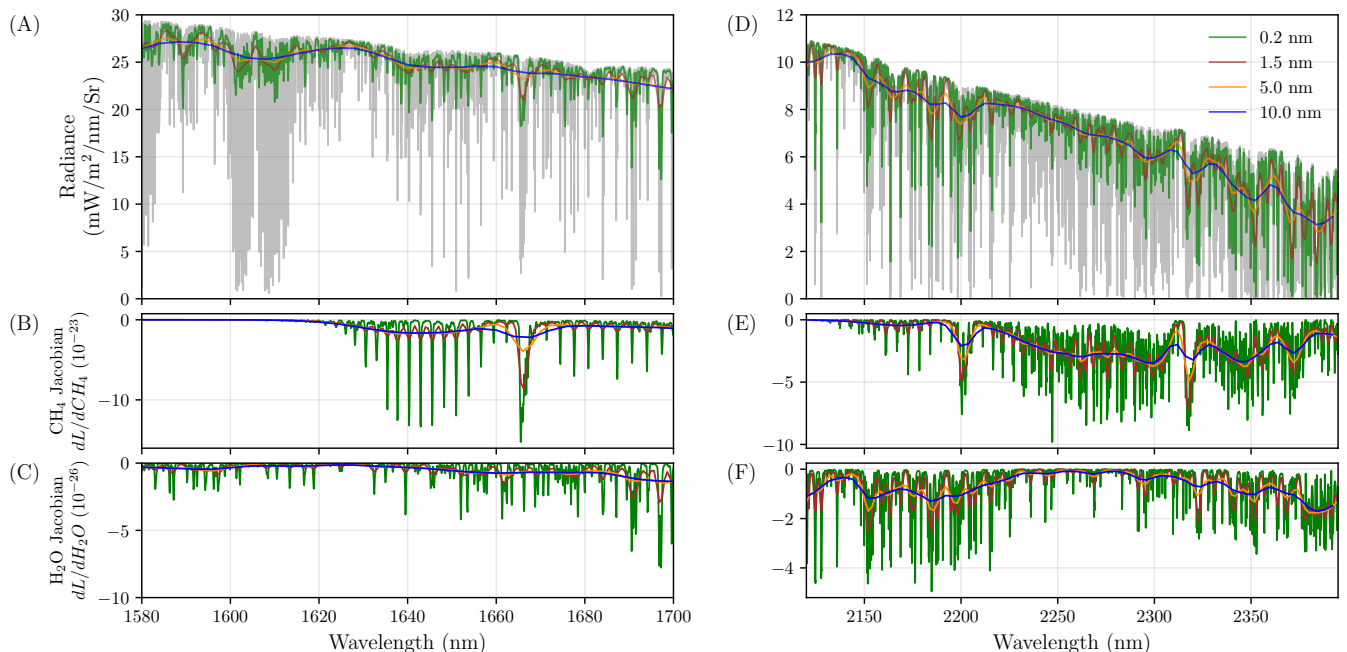 (A)
Radiance
(mW/m²/nm/Sr)
30
25
20
15
10
5
0
(B)
CH₄ Jacobian
dL/dCH₄ (10⁻²³)
0
−10
(C)
H₂O Jacobian
dL/dH₂O (10⁻²⁶)
0
−5
−10
1580
1600
1620
1640
1660
1680
1700
Wavelength (nm)
(D)
12
10
8
6
4
2
0
0.2 nm
1.5 nm
5.0 nm
10.0 nm
(E)
0
−5
−10
(F)
0
−2
−4
2150
2200
2250
2300
2350
Wavelength (nm)